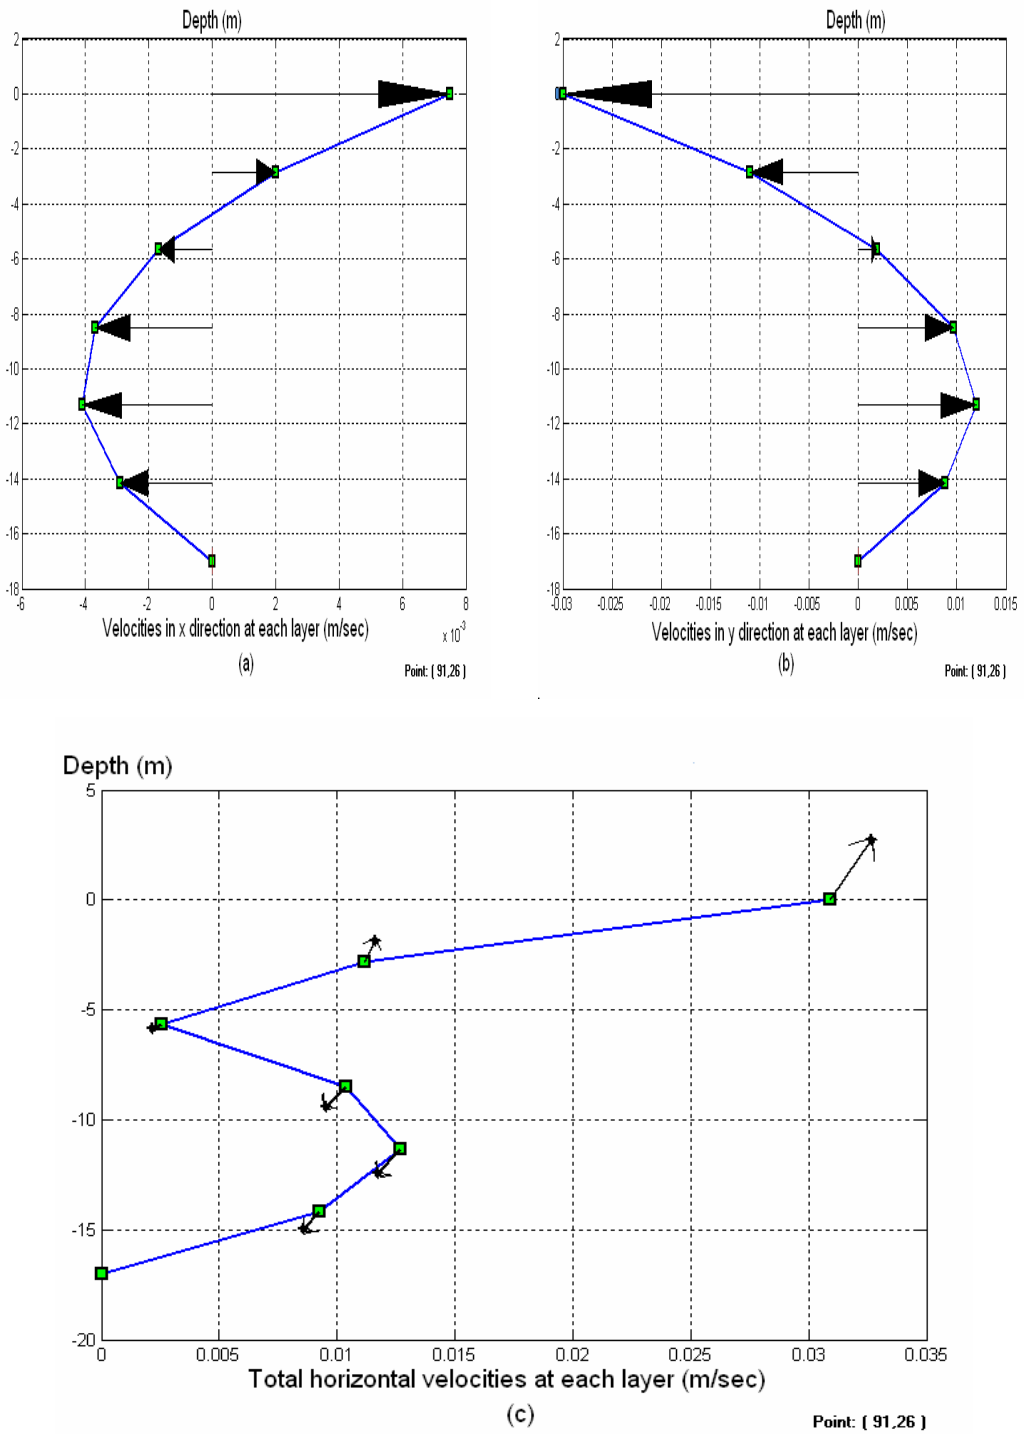 Depth (m)
2
0
-2
-4
-6
-8
-10
-12
-14
-16
-18
-6 -4 -2 0 2 4 6 8
Velocities in x direction at each layer (m/sec)
x 10⁻³
(a)
Point: ( 91,26 )
Depth (m)
2
0
-2
-4
-6
-8
-10
-12
-14
-16
-18
-0.03 -0.025 -0.02 -0.015 -0.01 -0.005 0 0.005 0.01 0.015
Velocities in y direction at each layer (m/sec)
(b)
Point: ( 91,26 )
Depth (m)
5
0
-5
-10
-15
-20
0 0.005 0.01 0.015 0.02 0.025 0.03 0.035
Total horizontal velocities at each layer (m/sec)
(c)
Point: ( 91,26 )